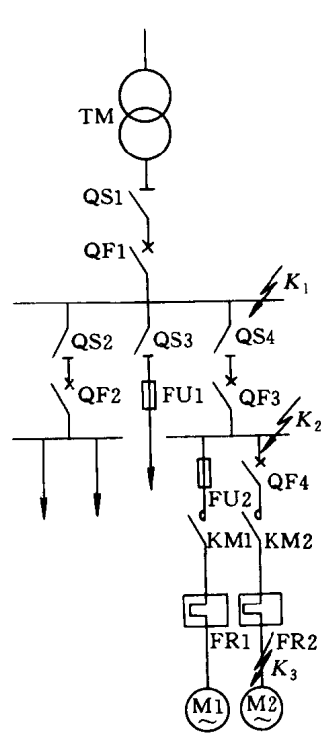 TM
QS1
QF1
K1
QS2 QS3 QS4
QF2 FU1 QF3
K2
FU2 QF4
KM1 KM2
FR1 FR2
K3
M1 M2
~ ~